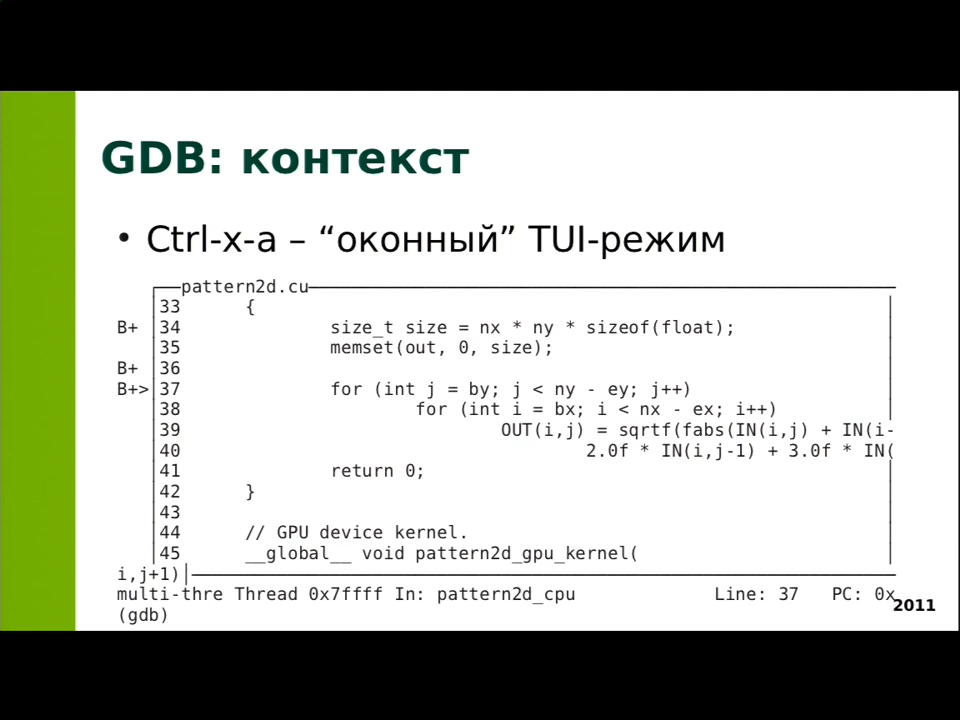 GDB: контекст
• Ctrl-x-a – “оконный” TUI-режим
┌──pattern2d.cu───────────────────────────────────────────────────────
│33      {                                                           │
B+ │34              size_t size = nx * ny * sizeof(float);              │
│35              memset(out, 0, size);                               │
B+ │36                                                                  │
B+>│37              for (int j = by; j < ny - ey; j++)                  │
│38                      for (int i = bx; i < nx - ex; i++)          │
│39                              OUT(i,j) = sqrtf(fabs(IN(i,j) + IN(i-
│40                                      2.0f * IN(i,j-1) + 3.0f * IN(
│41              return 0;                                           │
│42      }                                                           │
│43                                                                  │
│44      // GPU device kernel.                                       │
│45      __global__ void pattern2d_gpu_kernel(                       │
i,j+1)│──────────────────────────────────────────────────────────────────
multi-thre Thread 0x7ffff In: pattern2d_cpu             Line: 37   PC: 0x
(gdb)
2011